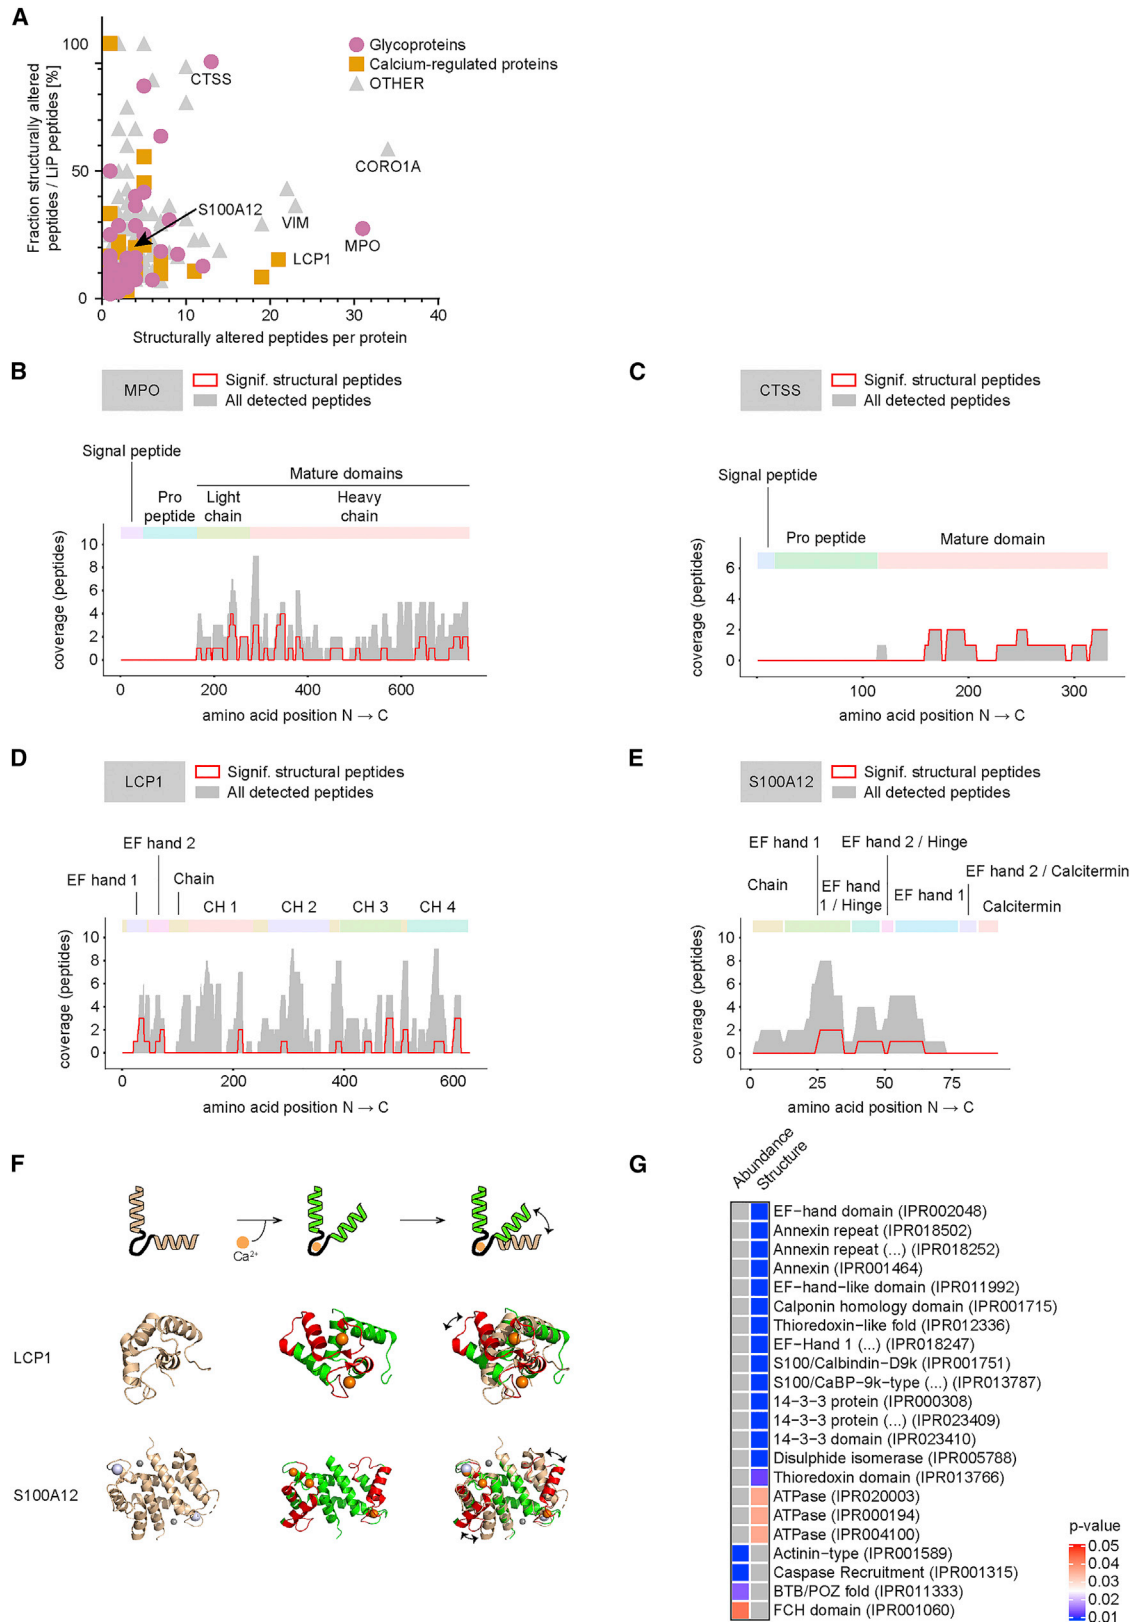 A
Fraction structurally altered
peptides / LiP peptides [%]
100
50
0
0
10
20
30
40
Structurally altered peptides per protein
Glycoproteins
Calcium-regulated proteins
OTHER
CTSS
CORO1A
S100A12
VIM
MPO
LCP1
B
MPO
Signif. structural peptides
All detected peptides
Signal peptide
Mature domains
Pro
peptide
Light
chain
Heavy
chain
coverage (peptides)
10
8
6
4
2
0
0
200
400
600
amino acid position N → C
C
CTSS
Signif. structural peptides
All detected peptides
Signal peptide
Pro peptide
Mature domain
coverage (peptides)
6
4
2
0
100
200
300
amino acid position N → C
D
LCP1
Signif. structural peptides
All detected peptides
EF hand 2
EF hand 1
Chain
CH 1
CH 2
CH 3
CH 4
coverage (peptides)
10
8
6
4
2
0
0
200
400
600
amino acid position N → C
E
S100A12
Signif. structural peptides
All detected peptides
EF hand 1
EF hand 2 / Hinge
EF hand 2 / Calcitermin
Chain
EF hand
1 / Hinge
EF hand 1
Calcitermin
coverage (peptides)
10
8
6
4
2
0
0
25
50
75
amino acid position N → C
F
Ca²⁺
LCP1
S100A12
G
Abundance
Structure
EF-hand domain (IPR002048)
Annexin repeat (IPR018502)
Annexin repeat (...) (IPR018252)
Annexin (IPR001464)
EF-hand-like domain (IPR011992)
Calponin homology domain (IPR001715)
Thioredoxin-like fold (IPR012336)
EF-Hand 1 (...) (IPR018247)
S100/Calbindin-D9k (IPR001751)
S100/CaBP-9k-type (...) (IPR013787)
14-3-3 protein (IPR000308)
14-3-3 protein (...) (IPR023409)
14-3-3 domain (IPR023410)
Disulphide isomerase (IPR005788)
Thioredoxin domain (IPR013766)
ATPase (IPR020003)
ATPase (IPR000194)
ATPase (IPR004100)
Actinin-type (IPR001589)
Caspase Recruitment (IPR001315)
BTB/POZ fold (IPR011333)
FCH domain (IPR001060)
p-value
0.05
0.04
0.03
0.02
0.01